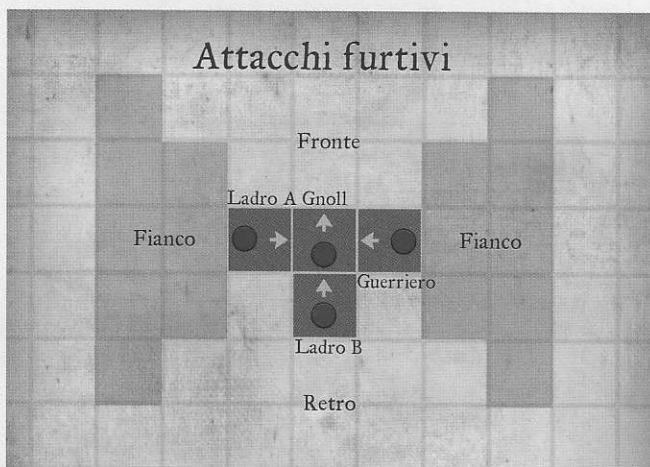 Attacchi furtivi
Fronte
Ladro A Gnoll
Fianco
Fianco
Guerriero
Ladro B
Retro